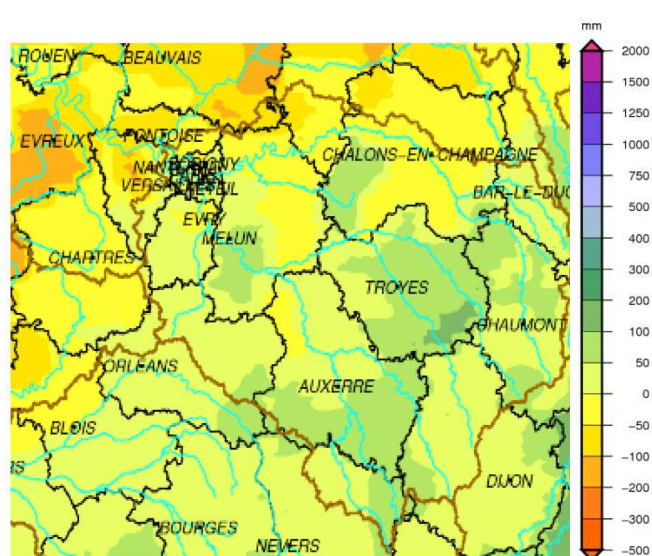 mm
ROUEN
BEAUVAIS
EVREUX
PONTOISE
CHALONS-EN-CHAMPAGNE
BAR-LE-DUC
EVRY
MELUN
CHARTRES
TROYES
CHAUMONT
ORLEANS
AUXERRE
BLOIS
RS
DIJON
BOURGES
NEVERS
2000
1500
1000
750
500
400
300
200
100
50
0
-50
-100
-200
-300
-500